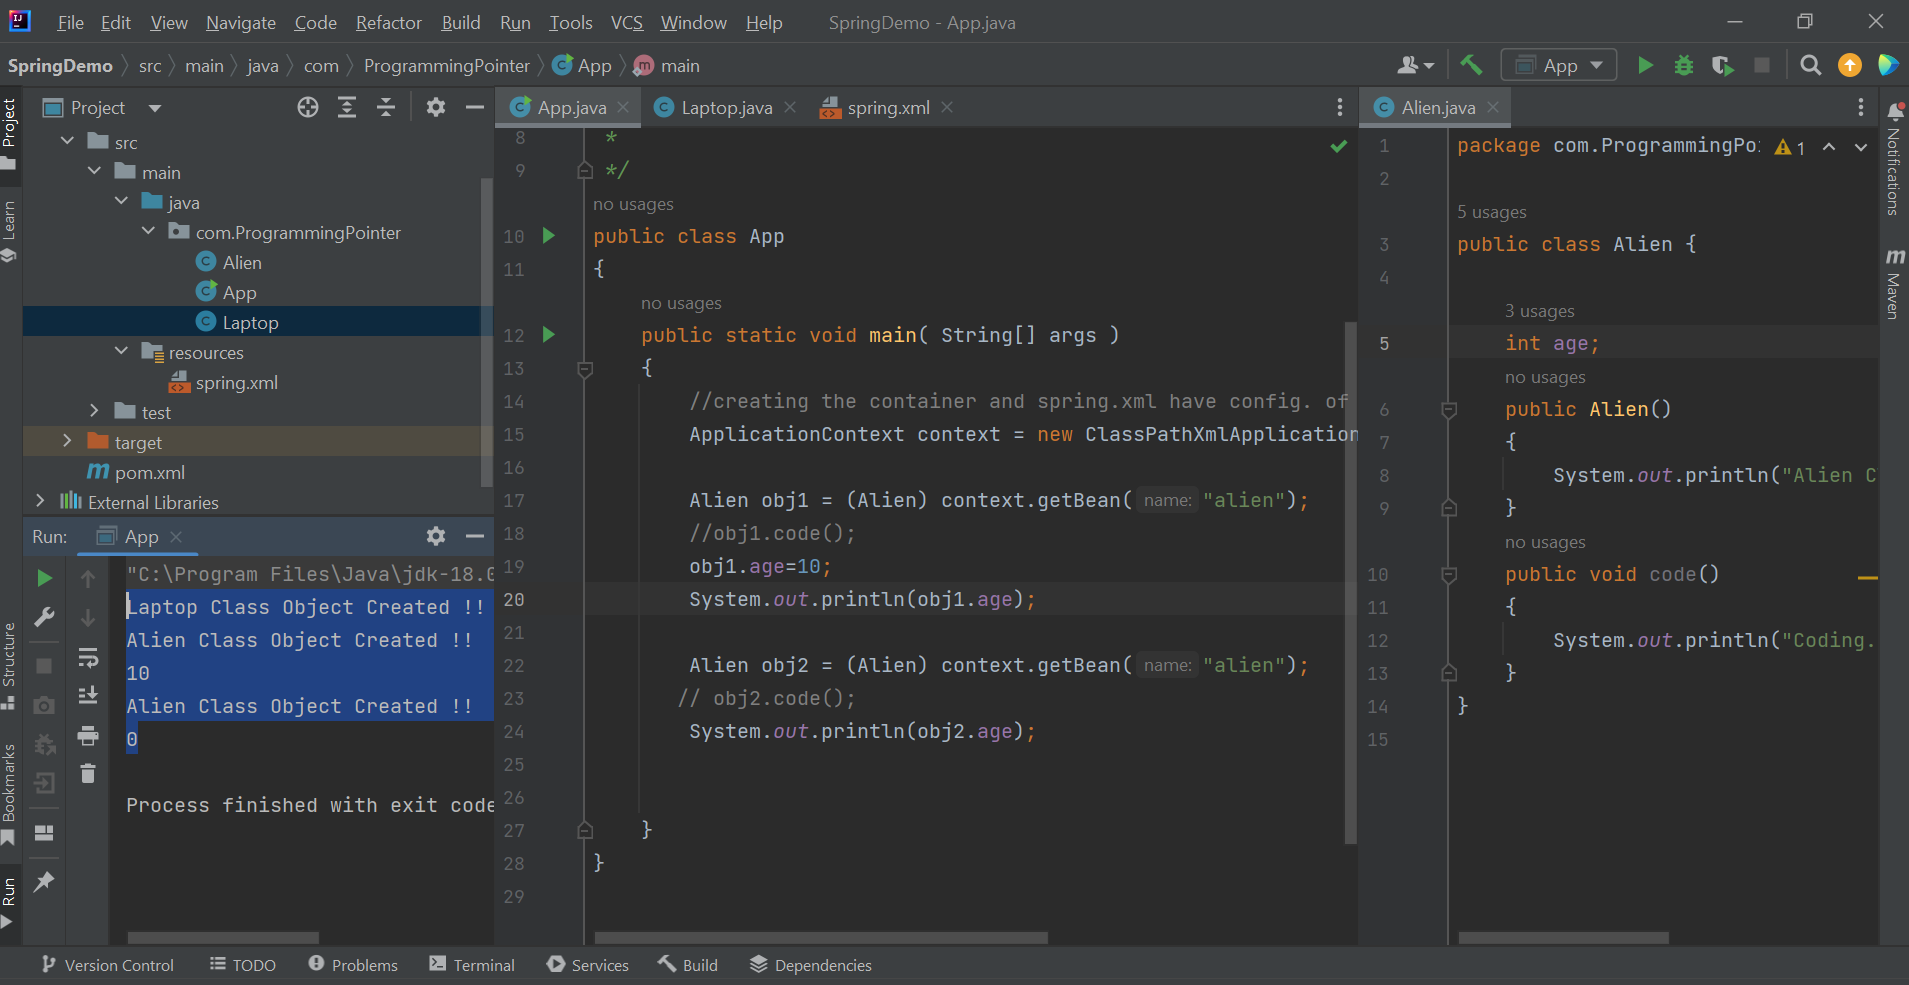 File Edit View Navigate Code Refactor Build Run Tools VCS Window Help SpringDemo - App.java
SpringDemo src main java com ProgrammingPointer App main
App
Project
src
main
java
com.ProgrammingPointer
Alien
App
Laptop
resources
spring.xml
test
target
pom.xml
External Libraries
Run: App
"C:\Program Files\Java\jdk-18.0
Laptop Class Object Created !!
Alien Class Object Created !!
10
Alien Class Object Created !!
0
Process finished with exit code
App.java Laptop.java spring.xml
8 *
9 */
no usages
10 public class App
11 {
no usages
12 public static void main( String[] args )
13 {
14 //creating the container and spring.xml have config. of
15 ApplicationContext context = new ClassPathXmlApplication
16
17 Alien obj1 = (Alien) context.getBean( name: "alien");
18 //obj1.code();
19 obj1.age=10;
20 System.out.println(obj1.age);
21
22 Alien obj2 = (Alien) context.getBean( name: "alien");
23 // obj2.code();
24 System.out.println(obj2.age);
25
26
27 }
28 }
29
Alien.java
1 package com.ProgrammingPo 1
2
5 usages
3 public class Alien {
4
3 usages
5 int age;
no usages
6 public Alien()
7 {
8 System.out.println("Alien C
9 }
no usages
10 public void code()
11 {
12 System.out.println("Coding.
13 }
14 }
15
Project
Learn
Structure
Bookmarks
Run
Notifications
m Maven
Version Control TODO Problems Terminal Services Build Dependencies